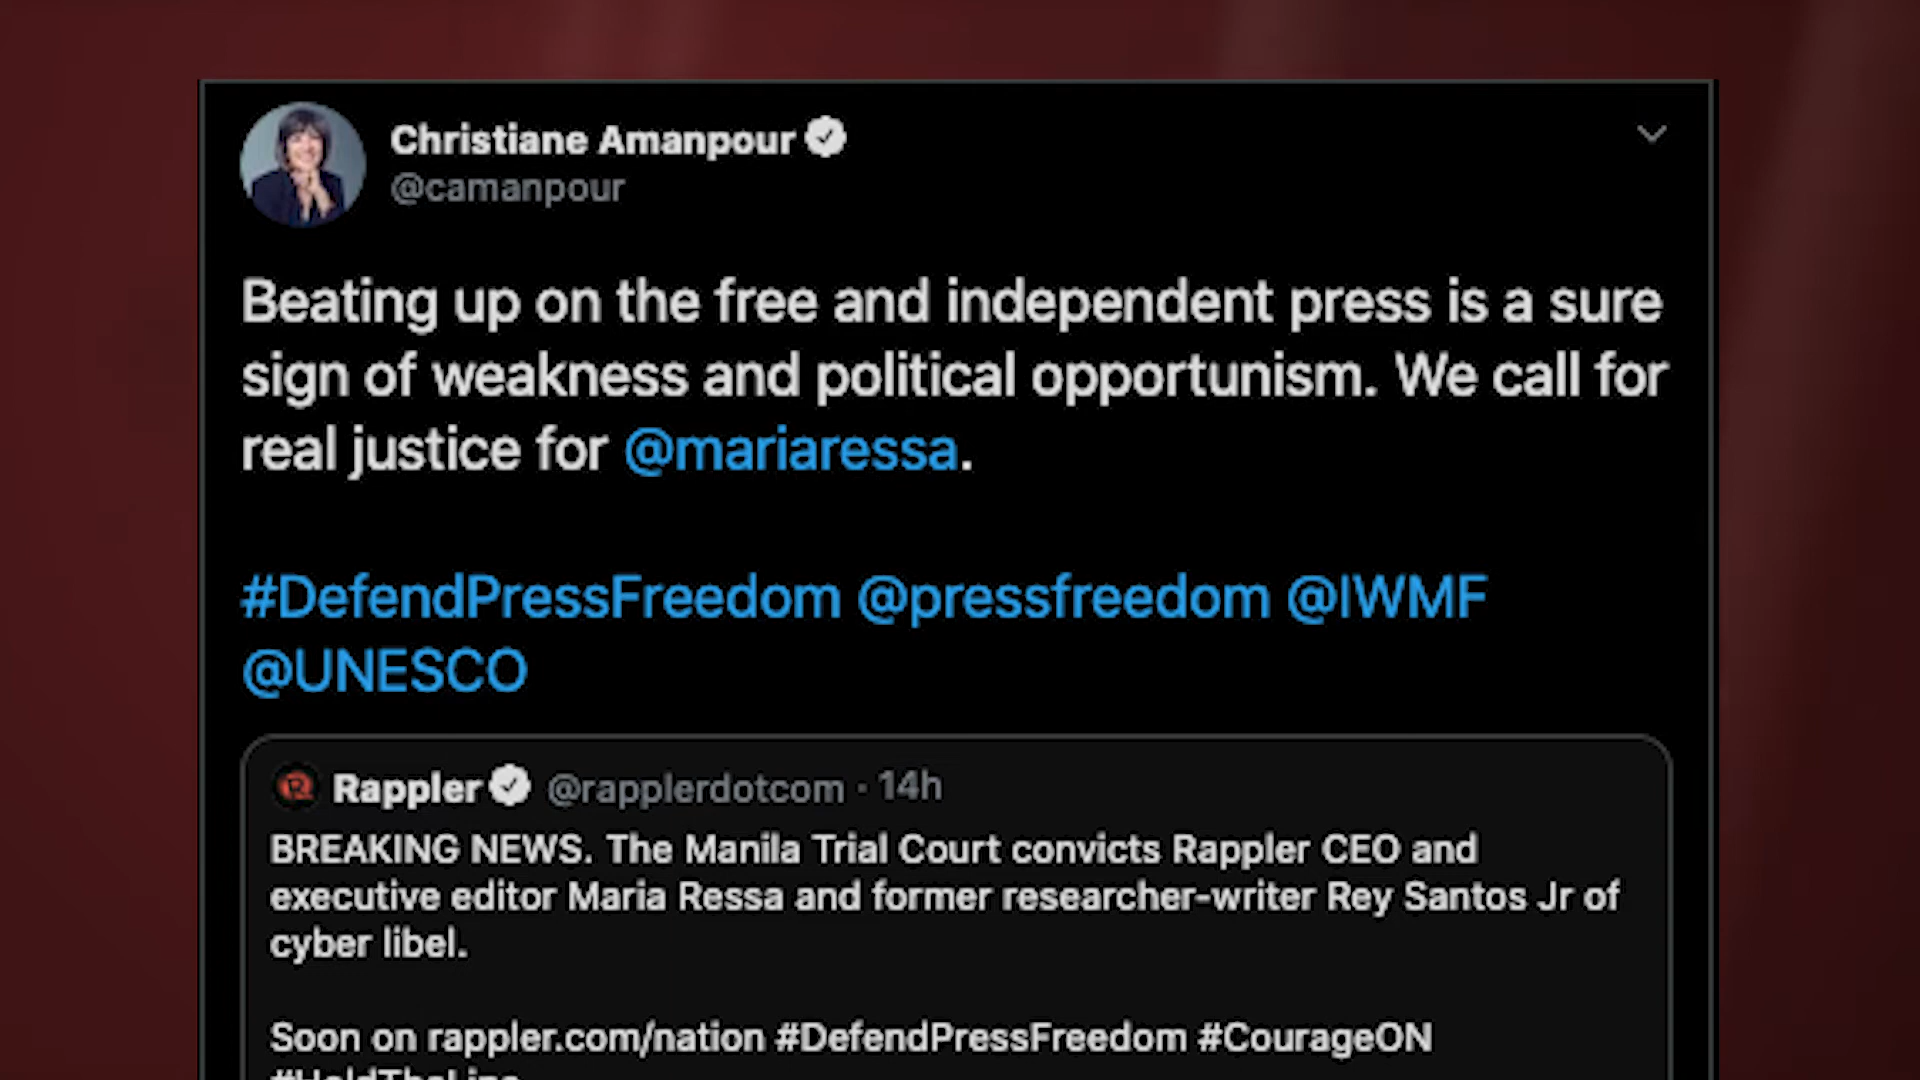 Christiane Amanpour
@camanpour
Beating up on the free and independent press is a sure
sign of weakness and political opportunism. We call for
real justice for @mariaressa.
#DefendPressFreedom @pressfreedom @IWMF
@UNESCO
Rappler @rapplerdotcom · 14h
BREAKING NEWS. The Manila Trial Court convicts Rappler CEO and
executive editor Maria Ressa and former researcher-writer Rey Santos Jr of
cyber libel.
Soon on rappler.com/nation #DefendPressFreedom #CourageON
#HoldTheLine